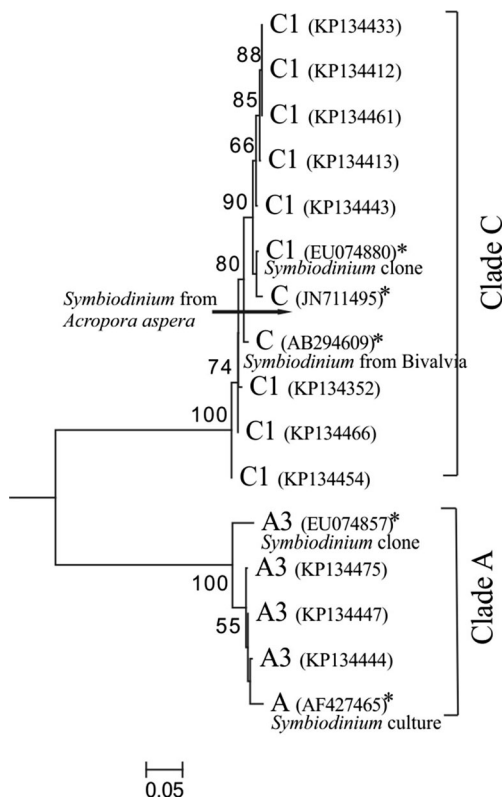 C1 (KP134433)
88
C1 (KP134412)
85
C1 (KP134461)
66
C1 (KP134413)
90
C1 (KP134443)
80
C1 (EU074880)*
Symbiodinium clone
C (JN711495)*
Symbiodinium from
Acropora aspera
C (AB294609)*
Symbiodinium from Bivalvia
74
C1 (KP134352)
100
C1 (KP134466)
C1 (KP134454)
Clade C
A3 (EU074857)*
Symbiodinium clone
100
A3 (KP134475)
55
A3 (KP134447)
A3 (KP134444)
A (AF427465)*
Symbiodinium culture
Clade A
0.05